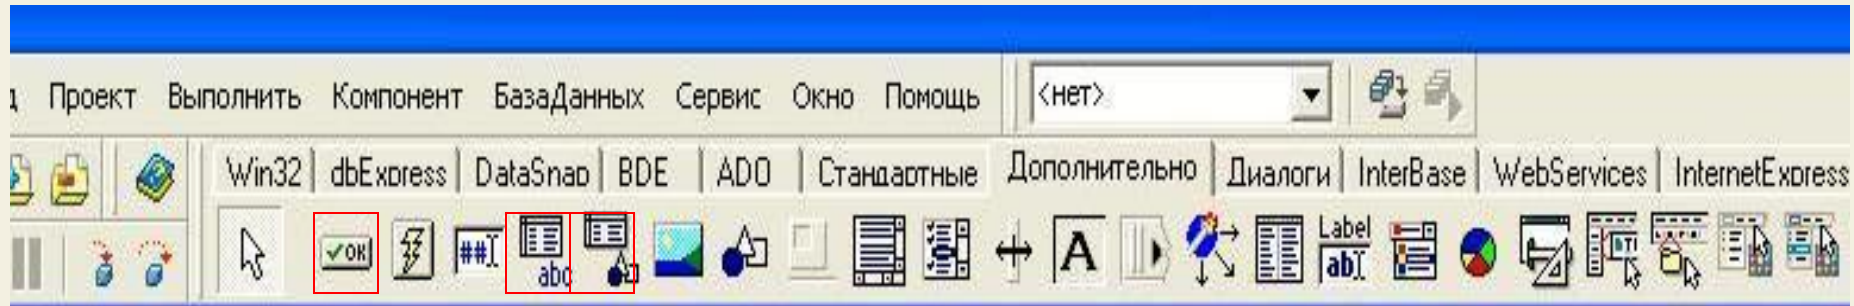 Проект Выполнить Компонент БазаДанных Сервис Окно Помощь <нет>
Win32 dbExpress DataSnap BDE ADO Стандартные Дополнительно Диалоги InterBase WebServices InternetExpress
OK ##I abc A Label abI